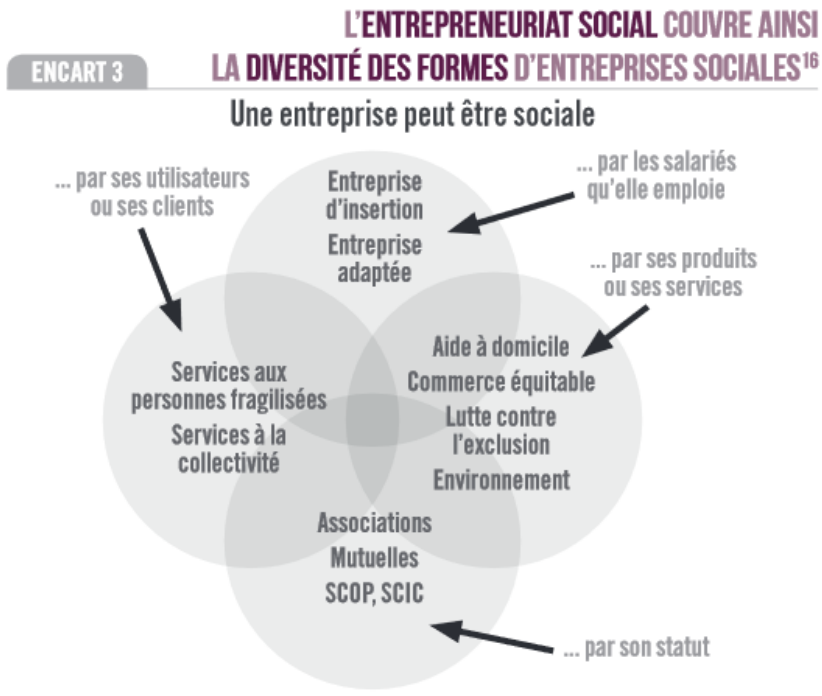 L'ENTREPRENEURIAT SOCIAL COUVRE AINSI
ENCART 3
LA DIVERSITÉ DES FORMES D'ENTREPRISES SOCIALES16
Une entreprise peut être sociale
... par ses utilisateurs
ou ses clients
... par les salariés
qu'elle emploie
Entreprise
d'insertion
Entreprise
adaptée
... par ses produits
ou ses services
Services aux
personnes fragilisées
Services à la
collectivité
Aide à domicile
Commerce équitable
Lutte contre
l'exclusion
Environnement
Associations
Mutuelles
SCOP, SCIC
... par son statut